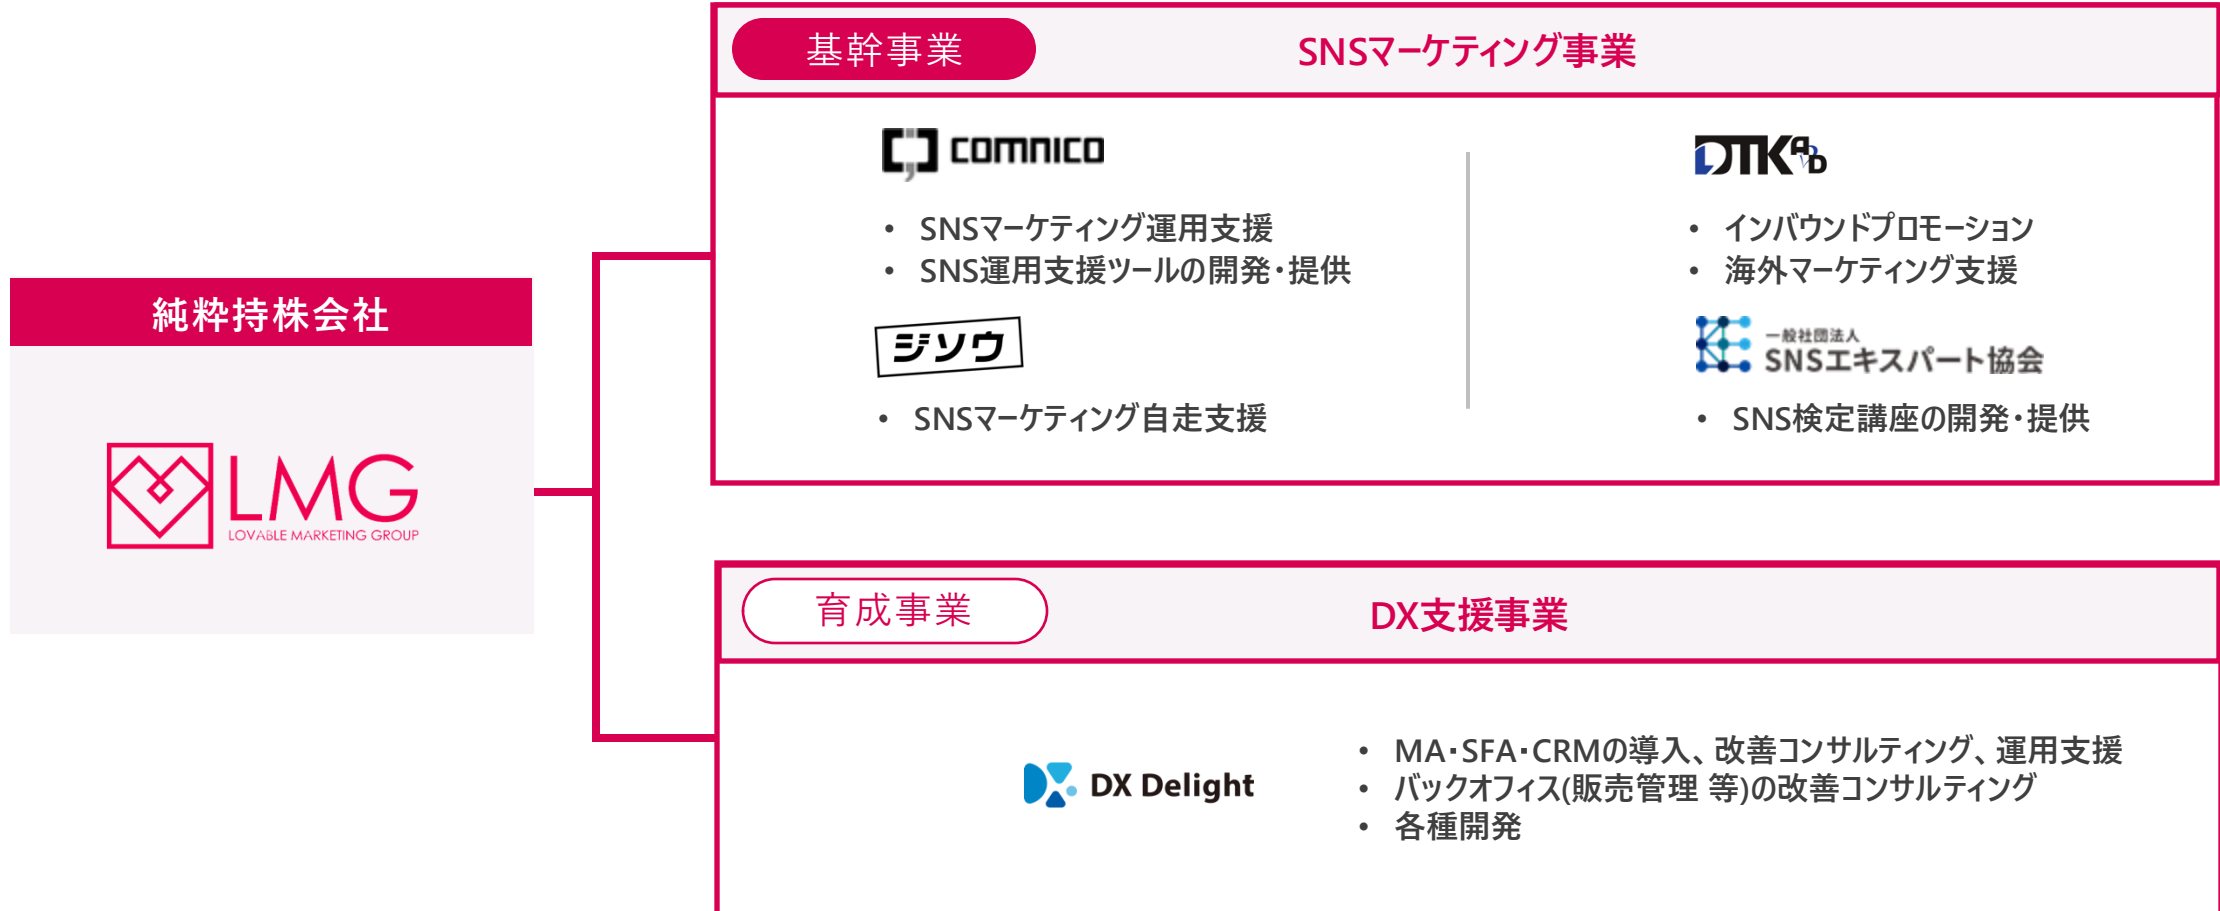 純粋持株会社
LMG
LOVABLE MARKETING GROUP
基幹事業
SNSマーケティング事業
comnico
• SNSマーケティング運用支援
• SNS運用支援ツールの開発・提供
ジソウ
• SNSマーケティング自走支援
DTK AD
• インバウンドプロモーション
• 海外マーケティング支援
一般社団法人
SNSエキスパート協会
• SNS検定講座の開発・提供
育成事業
DX支援事業
DX Delight
• MA・SFA・CRMの導入、改善コンサルティング、運用支援
• バックオフィス(販売管理 等)の改善コンサルティング
• 各種開発